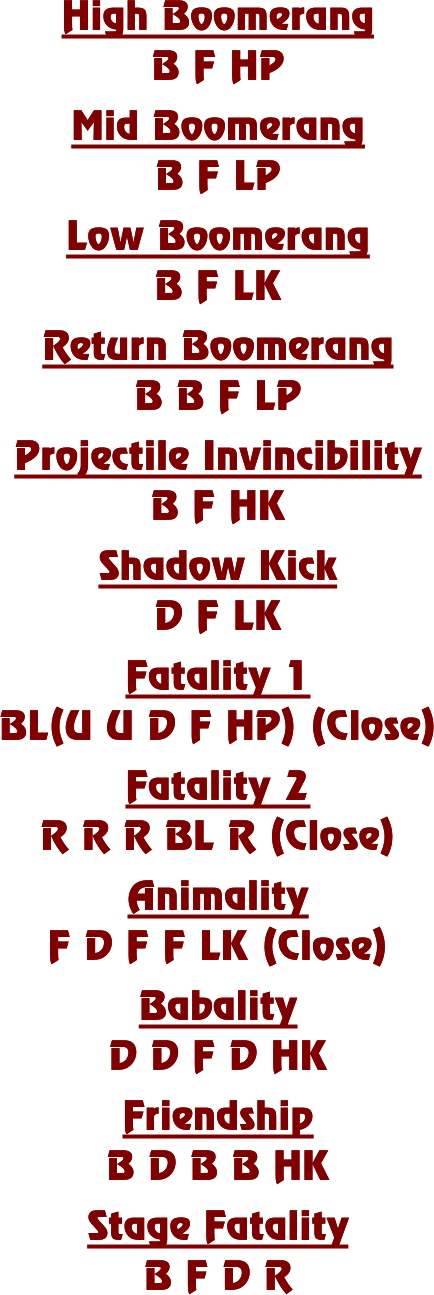 High Boomerang
B F HP
Mid Boomerang
B F LP
Low Boomerang
B F LK
Return Boomerang
B B F LP
Projectile Invincibility
B F HK
Shadow Kick
D F LK
Fatality 1
BL(U U D F HP) (Close)
Fatality 2
R R R BL R (Close)
Animality
F D F F LK (Close)
Babality
D D F D HK
Friendship
B D B B HK
Stage Fatality
B F D R